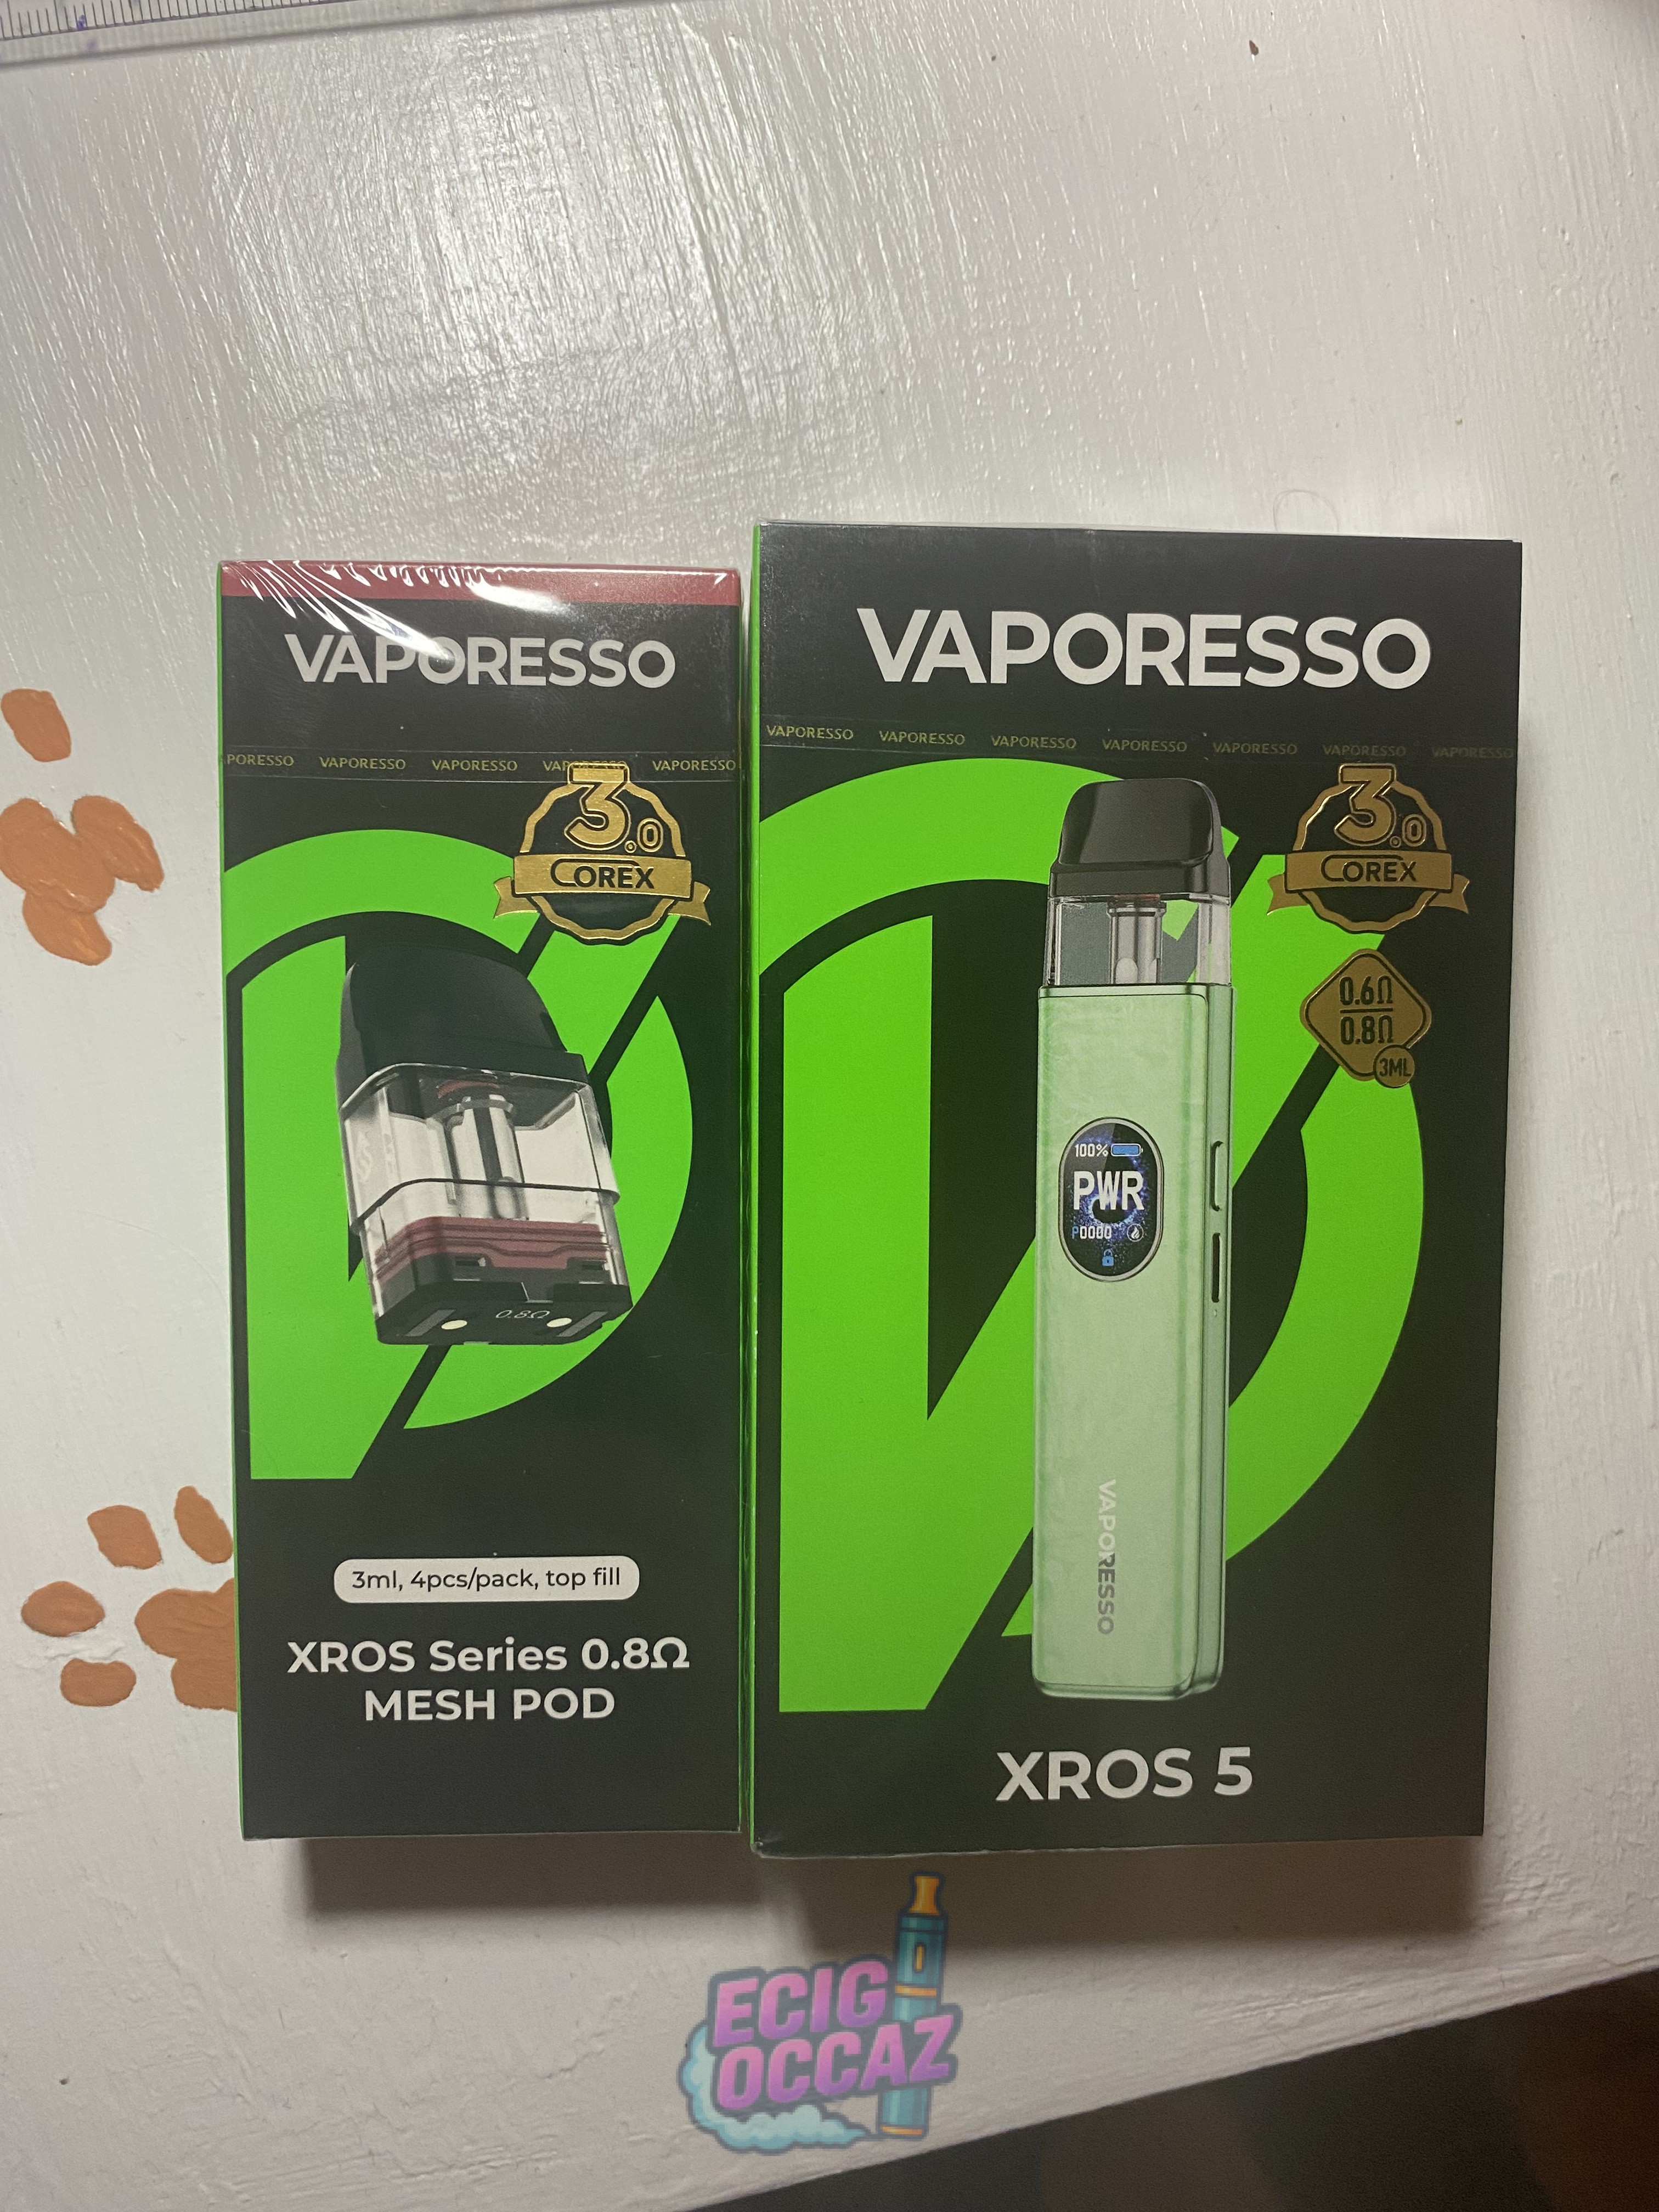 VAPORESSO
PORESSO VAPORESSO VAPORESSO VAPORESSO VAPORESSO
3.0
COREX
0.8Ω
3ml, 4pcs/pack, top fill
XROS Series 0.8Ω
MESH POD
VAPORESSO
VAPORESSO VAPORESSO VAPORESSO VAPORESSO VAPORESSO VAPORESSO VAPORESSO
3.0
COREX
0.6Ω
0.8Ω
3ML
100%
PWR
P0000
VAPORESSO
XROS 5
ECIG
OCCAZ